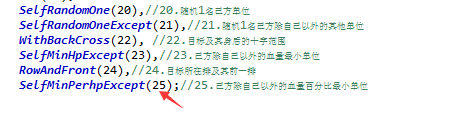 SelfRandomOne(20),//20.随机1名己方单位
SelfRandomOneExcept(21),//21.随机1名己方除自己以外的其他单位
WithBackCross(22), //22.目标及其身后的十字范围
SelfMinHpExcept(23),//23.己方除自己以外的血量最小单位
RowAndFront(24),//24.目标所在排及其前一排
SelfMinPerhpExcept(25);//25.己方除自己以外的血量百分比最小单位